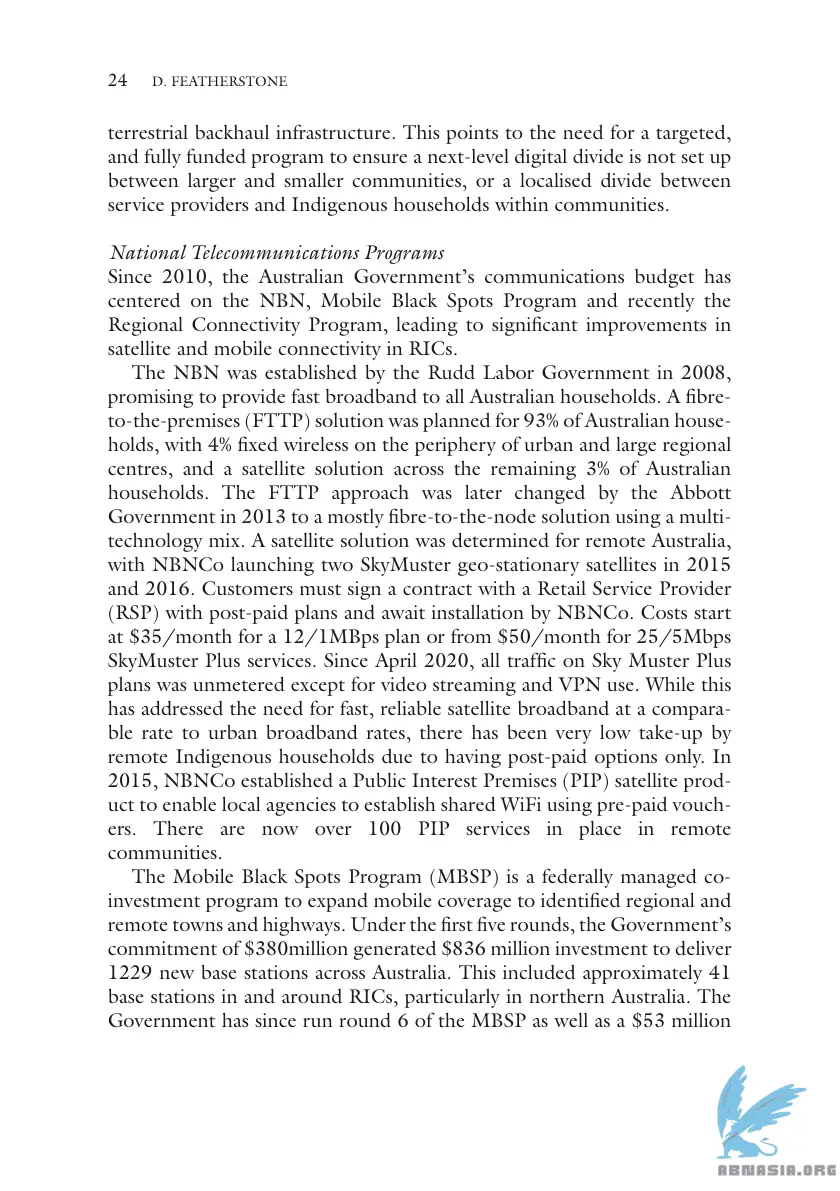 24 D. FEATHERSTONE
terrestrial backhaul infrastructure. This points to the need for a targeted,
and fully funded program to ensure a next-level digital divide is not set up
between larger and smaller communities, or a localised divide between
service providers and Indigenous households within communities.
National Telecommunications Programs
Since 2010, the Australian Government's communications budget has
centered on the NBN, Mobile Black Spots Program and recently the
Regional Connectivity Program, leading to significant improvements in
satellite and mobile connectivity in RICs.
The NBN was established by the Rudd Labor Government in 2008,
promising to provide fast broadband to all Australian households. A fibre-
to-the-premises (FTTP) solution was planned for 93% of Australian house-
holds, with 4% fixed wireless on the periphery of urban and large regional
centres, and a satellite solution across the remaining 3% of Australian
households. The FTTP approach was later changed by the Abbott
Government in 2013 to a mostly fibre-to-the-node solution using a multi-
technology mix. A satellite solution was determined for remote Australia,
with NBNCo launching two SkyMuster geo-stationary satellites in 2015
and 2016. Customers must sign a contract with a Retail Service Provider
(RSP) with post-paid plans and await installation by NBNCo. Costs start
at $35/month for a 12/1MBps plan or from $50/month for 25/5Mbps
SkyMuster Plus services. Since April 2020, all traffic on Sky Muster Plus
plans was unmetered except for video streaming and VPN use. While this
has addressed the need for fast, reliable satellite broadband at a compara-
ble rate to urban broadband rates, there has been very low take-up by
remote Indigenous households due to having post-paid options only. In
2015, NBNCo established a Public Interest Premises (PIP) satellite prod-
uct to enable local agencies to establish shared WiFi using pre-paid vouch-
ers. There are now over 100 PIP services in place in remote
communities.
The Mobile Black Spots Program (MBSP) is a federally managed co-
investment program to expand mobile coverage to identified regional and
remote towns and highways. Under the first five rounds, the Government's
commitment of $380million generated $836 million investment to deliver
1229 new base stations across Australia. This included approximately 41
base stations in and around RICs, particularly in northern Australia. The
Government has since run round 6 of the MBSP as well as a $53 million
ABNASIA.ORG